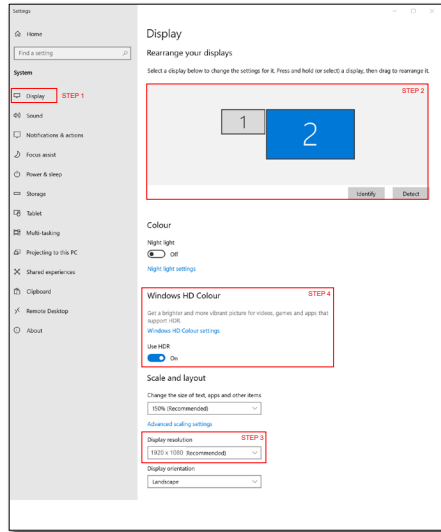 Settings
Home
Find a setting
System
Display STEP 1
Sound
Notifications & actions
Focus assist
Power & sleep
Storage
Tablet
Multi-tasking
Projecting to this PC
Shared experiences
Clipboard
Remote Desktop
About
Display
Rearrange your displays
Select a display below to change the settings for it. Press and hold (or select) a display, then drag to rearrange it.
STEP 2
1 2
Identify Detect
Colour
Night light
Off
Night light settings
Windows HD Colour STEP 4
Get a brighter and more vibrant picture for videos, games and apps that
support HDR.
Windows HD Colour settings
Use HDR
On
Scale and layout
Change the size of text, apps and other items
150% (Recommended)
Advanced scaling settings
Display resolution STEP 3
1920 x 1080 (Recommended)
Display orientation
Landscape